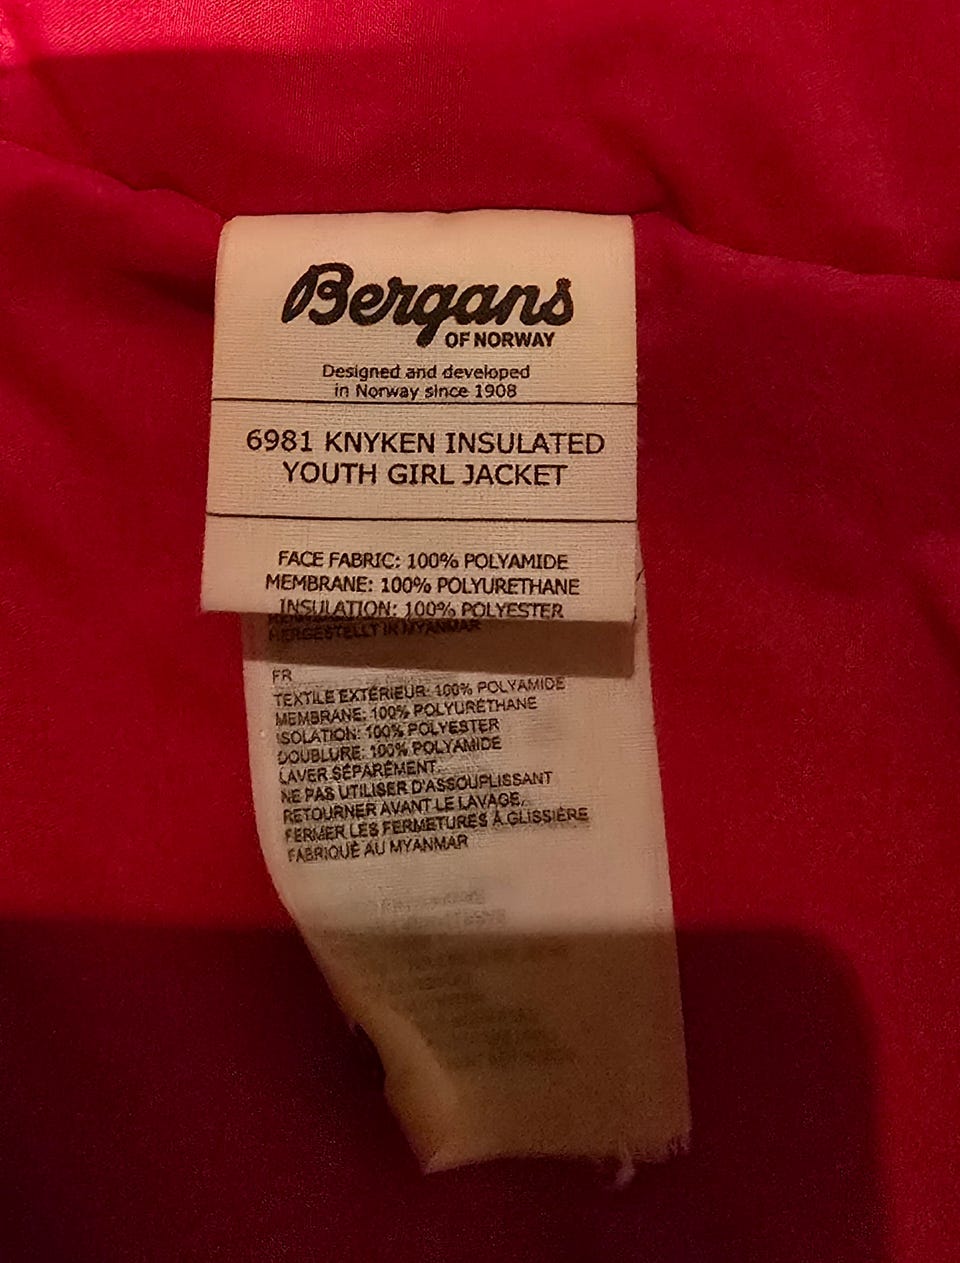 Bergans
OF NORWAY
Designed and developed
in Norway since 1908
6981 KNYKEN INSULATED
YOUTH GIRL JACKET
FACE FABRIC: 100% POLYAMIDE
MEMBRANE: 100% POLYURETHANE
INSULATION: 100% POLYESTER
HERGESTELLT IN MYANMAR
FR
TEXTILE EXTÉRIEUR: 100% POLYAMIDE
MEMBRANE: 100% POLYURÉTHANE
ISOLATION: 100% POLYESTER
DOUBLURE: 100% POLYAMIDE
LAVER SÉPARÉMENT.
NE PAS UTILISER D'ASSOUPLISSANT
RETOURNER AVANT LE LAVAGE.
FERMER LES FERMETURES À GLISSIÈRE
FABRIQUÉ AU MYANMAR